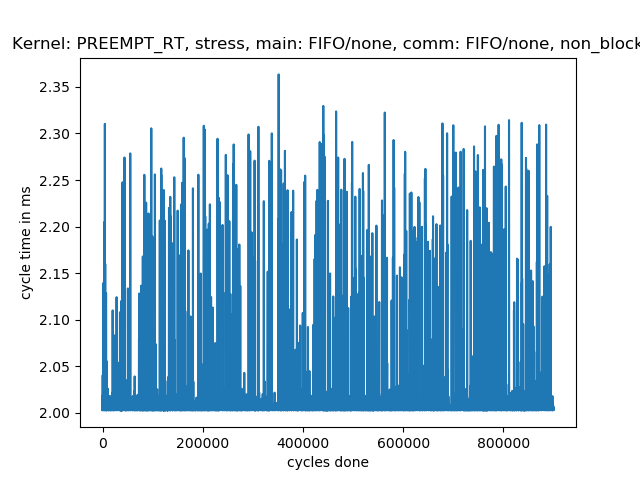 Kernel: PREEMPT_RT, stress, main: FIFO/none, comm: FIFO/none, non_block
cycle time in ms
2.35
2.30
2.25
2.20
2.15
2.10
2.05
2.00
0 200000 400000 600000 800000
cycles done